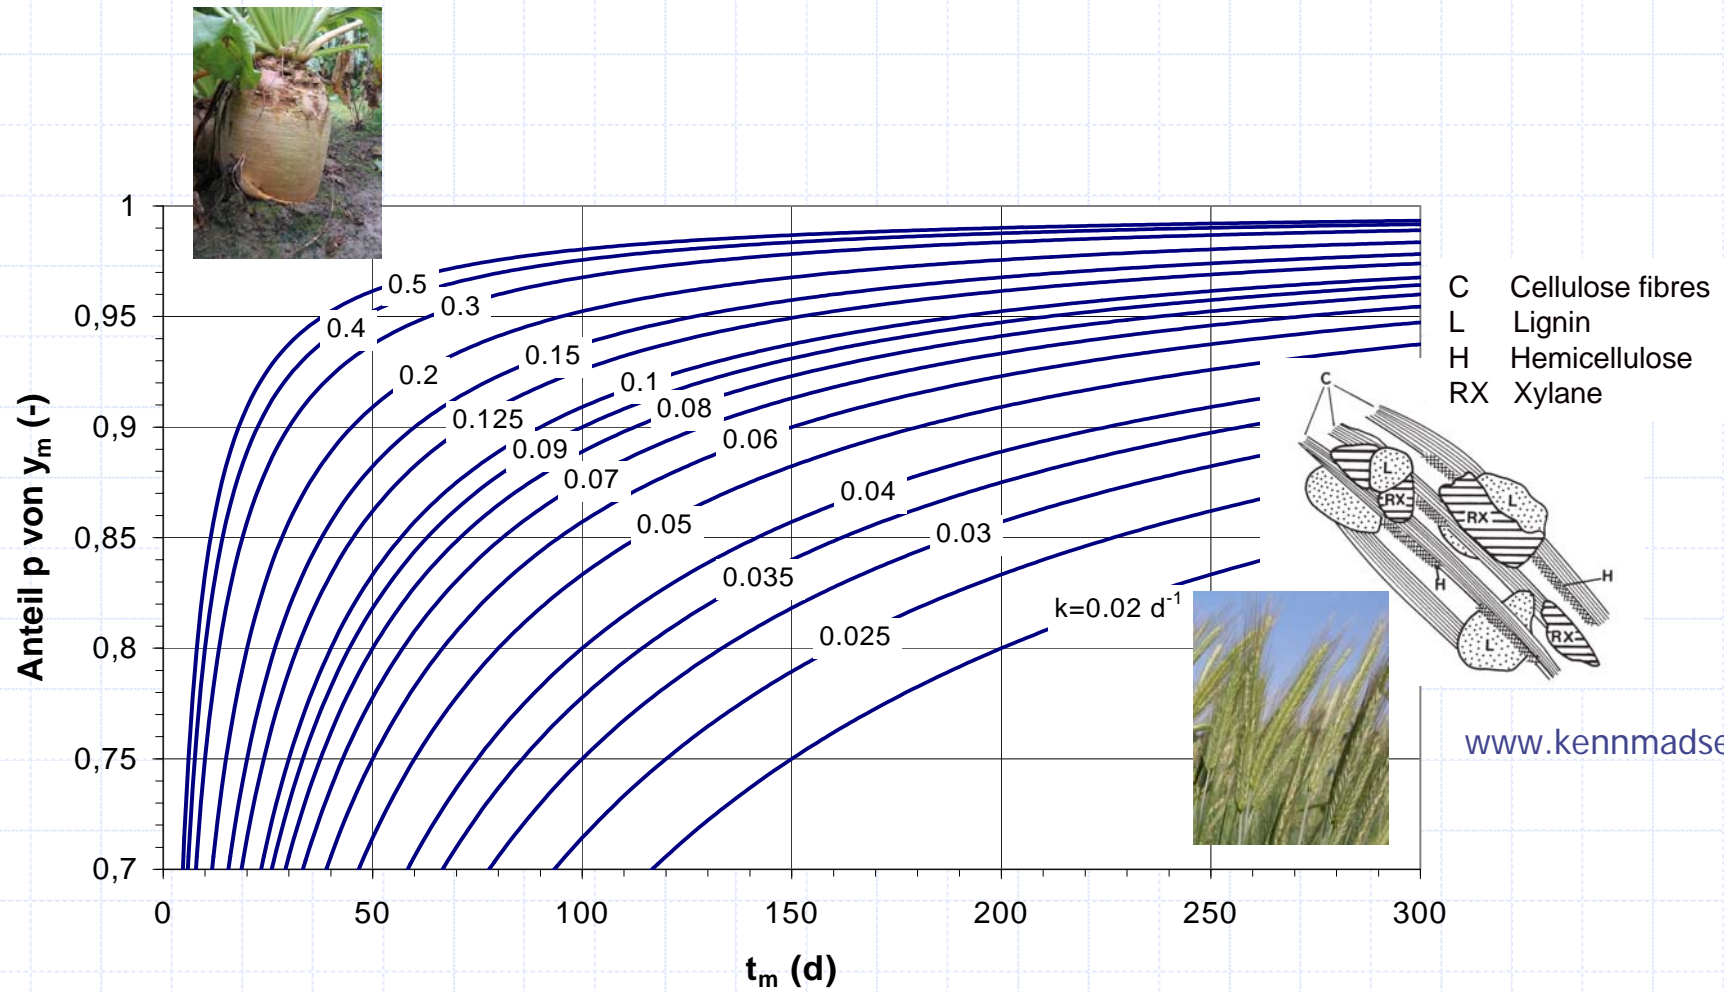 1
0,95
0,9
0,85
0,8
0,75
0,7
Anteil p von yₘ (-)
0.5
0.4
0.3
0.2
0.15
0.125
0.1
0.09
0.08
0.07
0.06
0.05
0.04
0.035
0.03
0.025
k=0.02 d⁻¹
0 50 100 150 200 250 300
tₘ (d)
C Cellulose fibres
L Lignin
H Hemicellulose
RX Xylane
C
L
RX
L
RX
H
H
L
RX
www.kennmadse